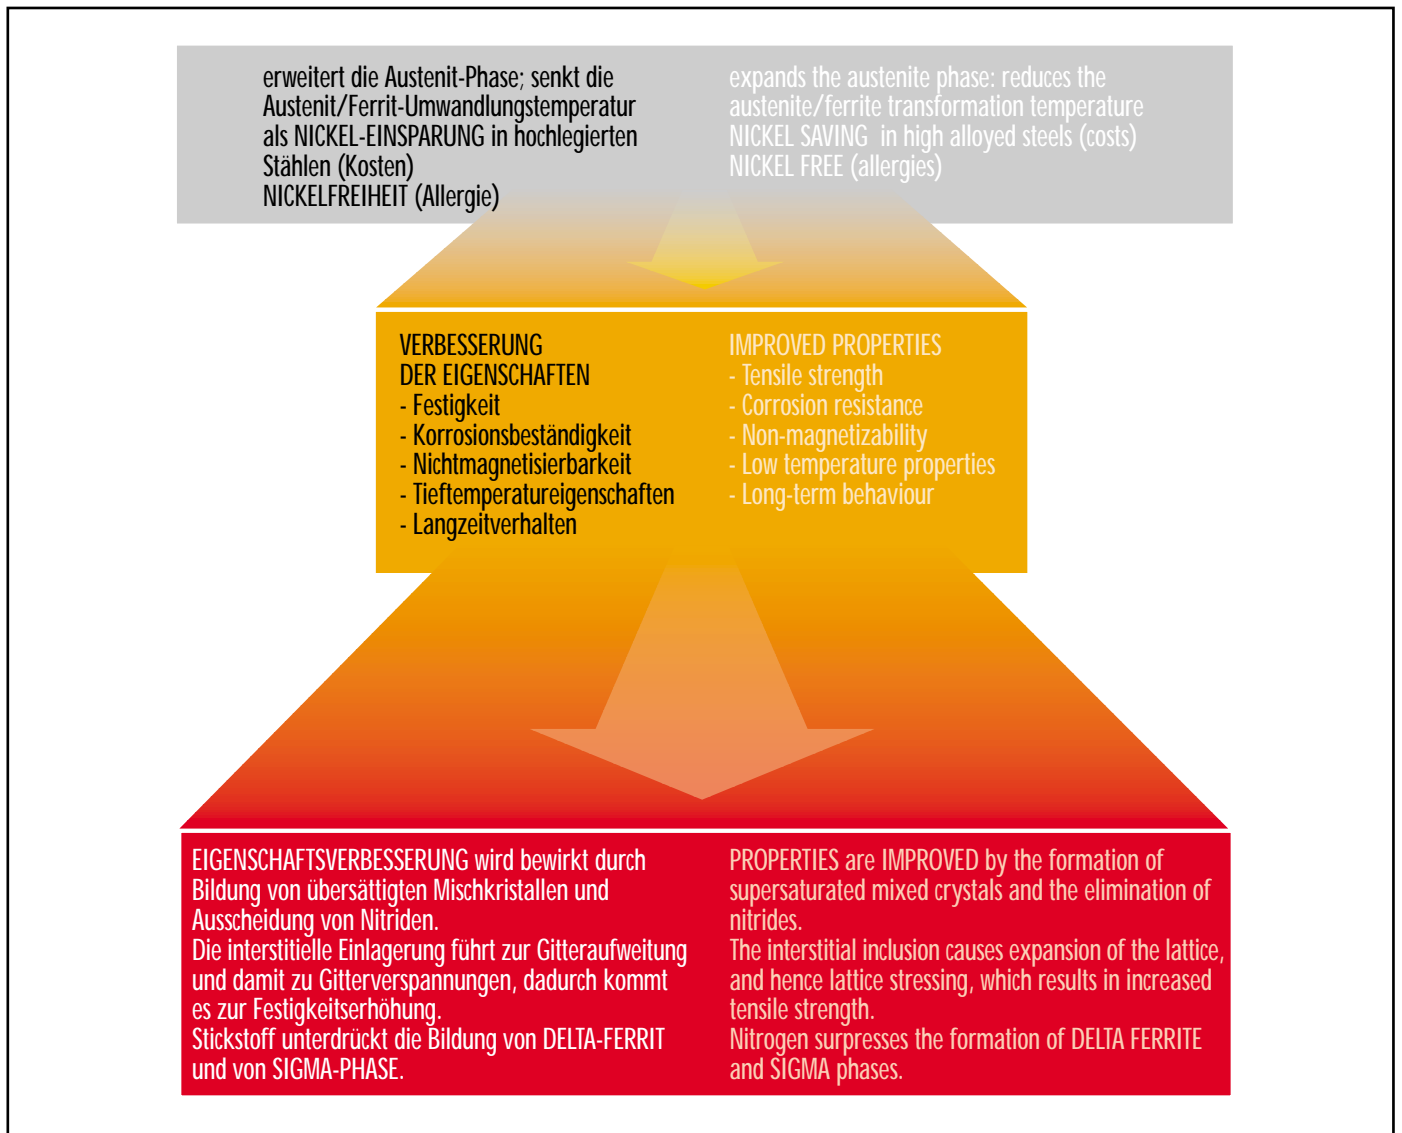 erweitert die Austenit-Phase; senkt die
Austenit/Ferrit-Umwandlungstemperatur
als NICKEL-EINSPARUNG in hochlegierten
Stählen (Kosten)
NICKELFREIHEIT (Allergie)
expands the austenite phase: reduces the
austenite/ferrite transformation temperature
NICKEL SAVING in high alloyed steels (costs)
NICKEL FREE (allergies)
VERBESSERUNG
DER EIGENSCHAFTEN
- Festigkeit
- Korrosionsbeständigkeit
- Nichtmagnetisierbarkeit
- Tieftemperatureigenschaften
- Langzeitverhalten
IMPROVED PROPERTIES
- Tensile strength
- Corrosion resistance
- Non-magnetizability
- Low temperature properties
- Long-term behaviour
EIGENSCHAFTSVERBESSERUNG wird bewirkt durch
Bildung von übersättigten Mischkristallen und
Ausscheidung von Nitriden.
Die interstitielle Einlagerung führt zur Gitteraufweitung
und damit zu Gitterverspannungen, dadurch kommt
es zur Festigkeitserhöhung.
Stickstoff unterdrückt die Bildung von DELTA-FERRIT
und von SIGMA-PHASE.
PROPERTIES are IMPROVED by the formation of
supersaturated mixed crystals and the elimination of
nitrides.
The interstitial inclusion causes expansion of the lattice,
and hence lattice stressing, which results in increased
tensile strength.
Nitrogen surpresses the formation of DELTA FERRITE
and SIGMA phases.